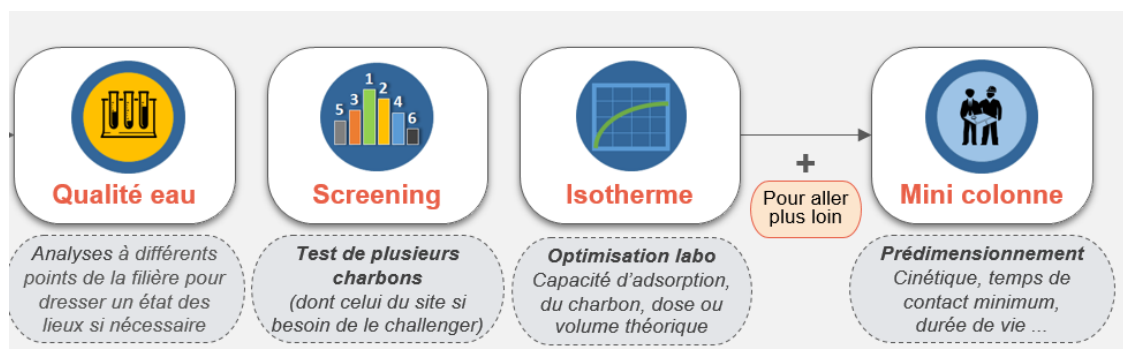 Qualité eau
Analyses à différents
points de la filière pour
dresser un état des
lieux si nécessaire
5
3
1
2
4
6
Screening
Test de plusieurs
charbons
(dont celui du site si
besoin de le challenger)
Isotherme
Optimisation labo
Capacité d’adsorption,
du charbon, dose ou
volume théorique
+
Pour aller
plus loin
Mini colonne
Prédimensionnement
Cinétique, temps de
contact minimum,
durée de vie ...